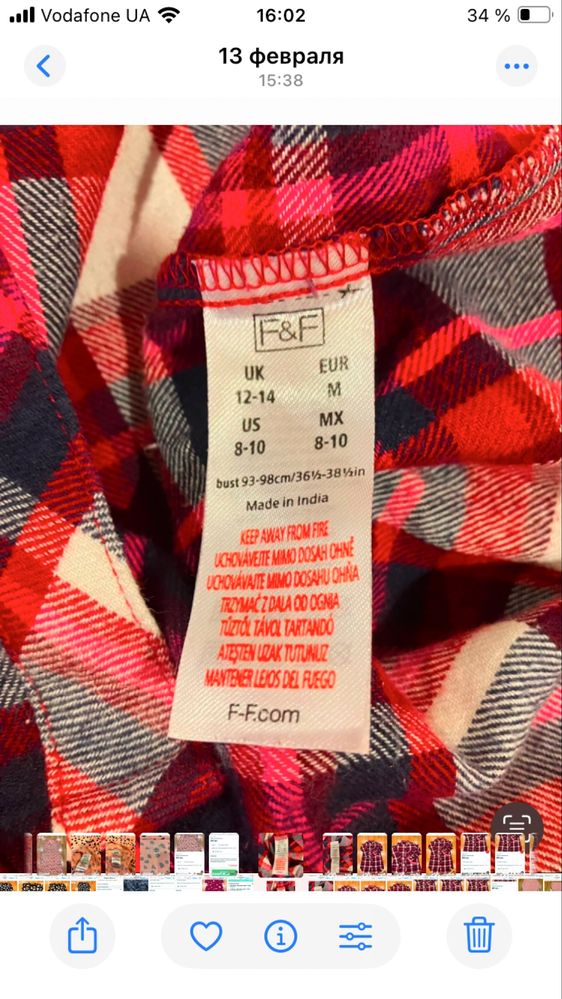 Vodafone UA
16:02
34 %
13 февраля
15:38
F&F
UK EUR
12-14 M
US MX
8-10 8-10
bust 93-98cm/36½-38½in
Made in India
KEEP AWAY FROM FIRE
UCHOVÁVEJTE MIMO DOSAH OHNĚ
UCHOVÁVAJTE MIMO DOSAHU OHŇA
TRZYMAĆ Z DALA OD OGNIA
TŰZTŐL TÁVOL TARTANDÓ
ATEŞTEN UZAK TUTUNUZ
MANTENER LEJOS DEL FUEGO
F-F.com